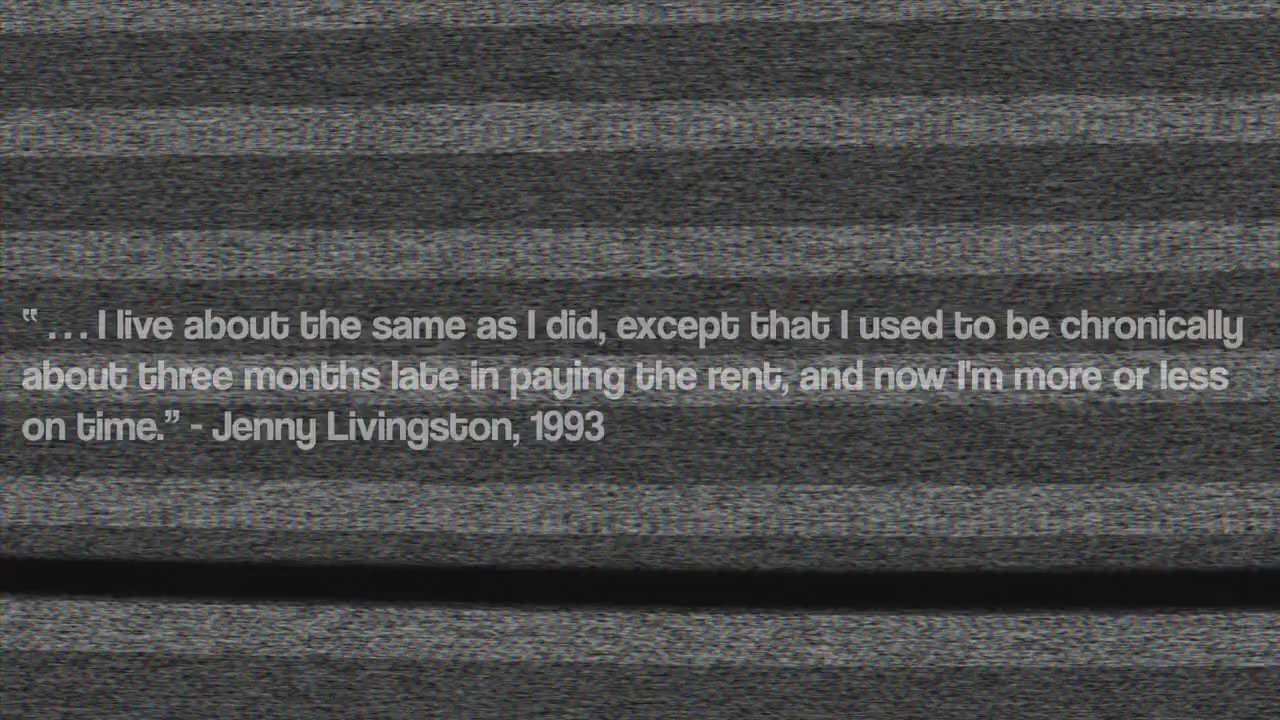 “ . . . I live about the same as I did, except that I used to be chronically
about three months late in paying the rent, and now I'm more or less
on time.” - Jenny Livingston, 1993